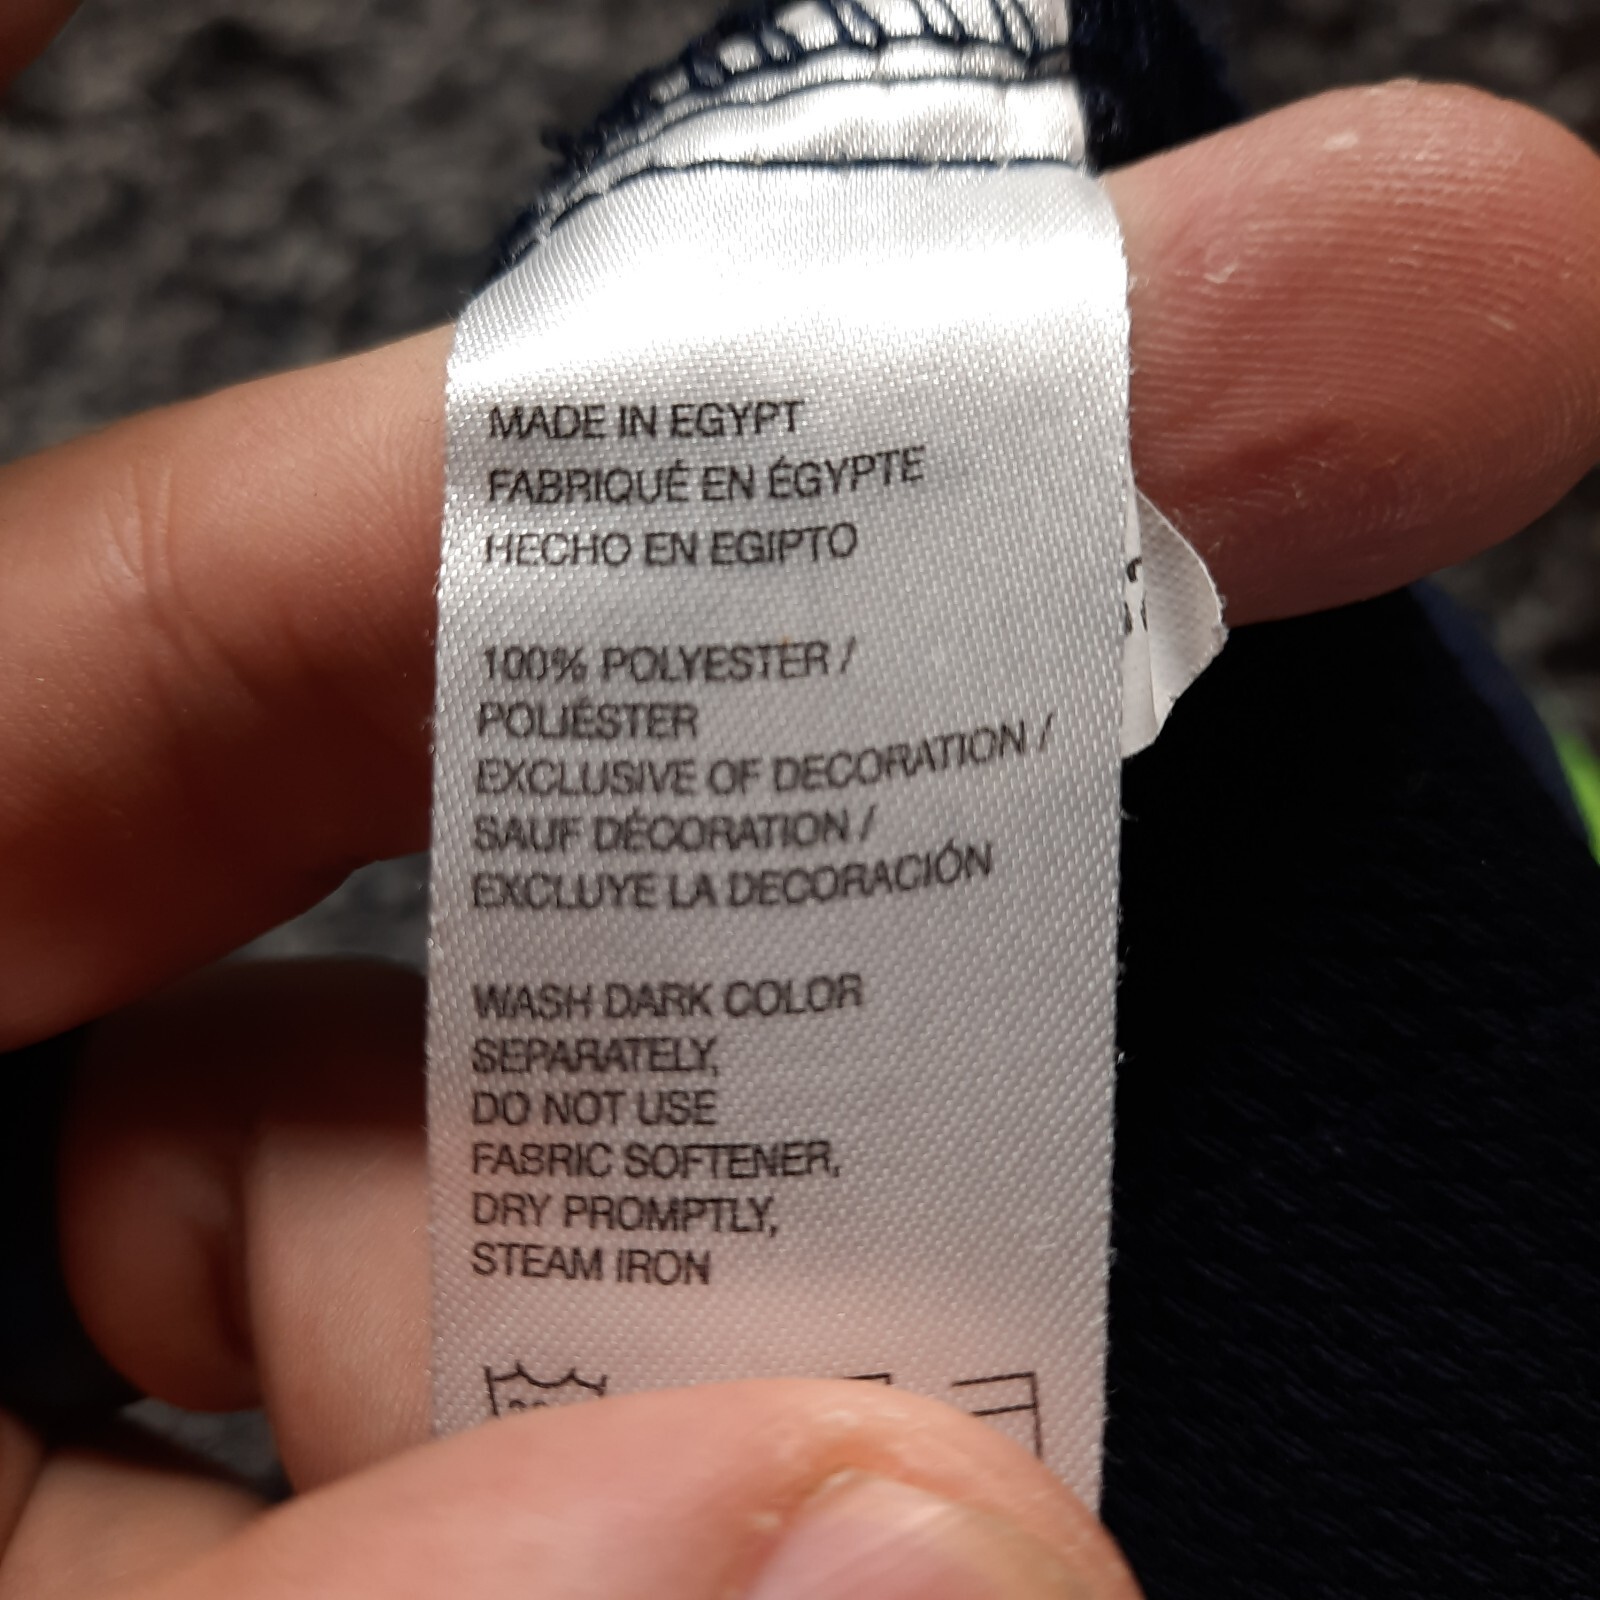 MADE IN EGYPT
FABRIQUÉ EN ÉGYPTE
HECHO EN EGIPTO
100% POLYESTER /
POLIÉSTER
EXCLUSIVE OF DECORATION /
SAUF DÉCORATION /
EXCLUYE LA DECORACIÓN
WASH DARK COLOR
SEPARATELY,
DO NOT USE
FABRIC SOFTENER,
DRY PROMPTLY,
STEAM IRON